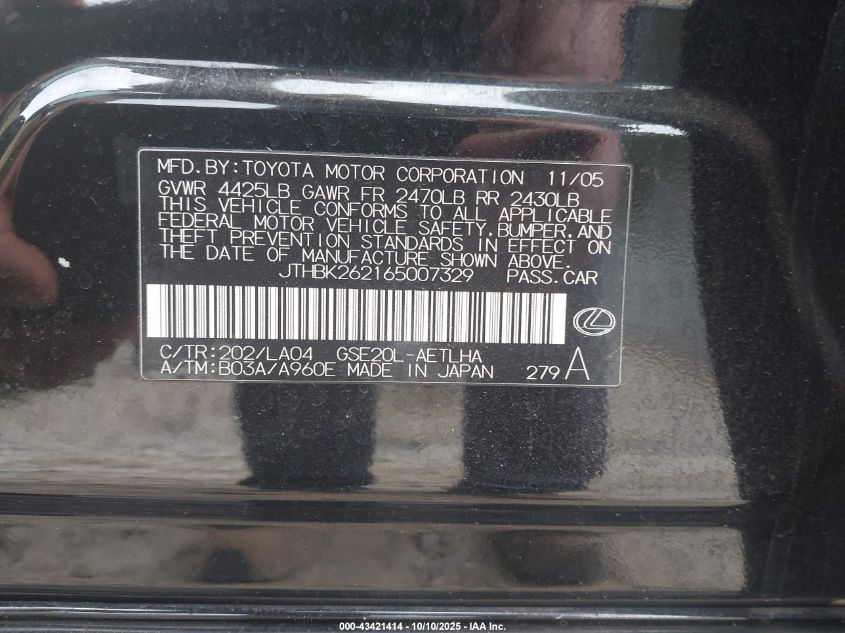 MFD.BY:TOYOTA MOTOR CORPORATION 11/05
GVWR 4425LB GAWR FR 2470LB RR 2430LB
THIS VEHICLE CONFORMS TO ALL APPLICABLE
FEDERAL MOTOR VEHICLE SAFETY,BUMPER,AND
THEFT PREVENTION STANDARDS IN EFFECT ON
THE DATE OF MANUFACTURE SHOWN ABOVE.
JTHBK262165007329 PASS.CAR
C/TR:202/LA04 GSE20L-AETLHA
A/TM:B03A/A960E MADE IN JAPAN 279 A
000-43421414 - 10/10/2025 - IAA Inc.